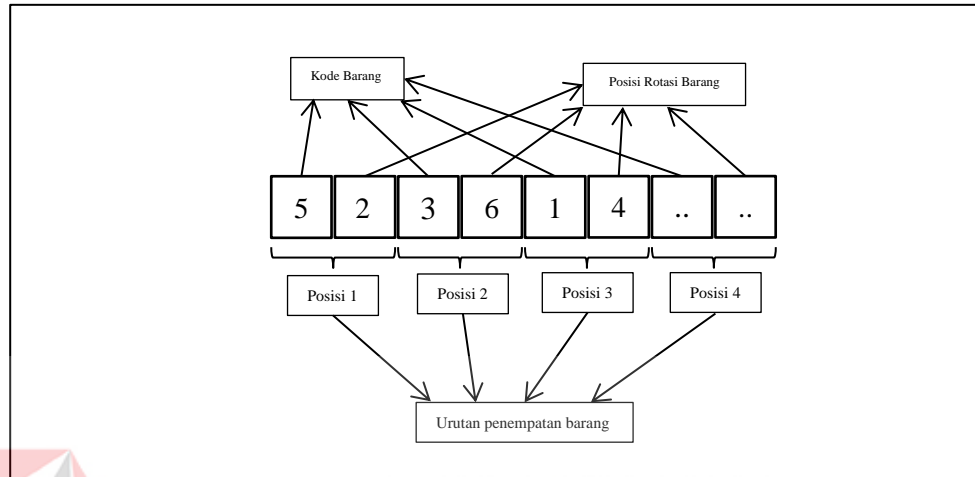 Kode Barang
Posisi Rotasi Barang
5 2 3 6 1 4 .. ..
Posisi 1
Posisi 2
Posisi 3
Posisi 4
Urutan penempatan barang